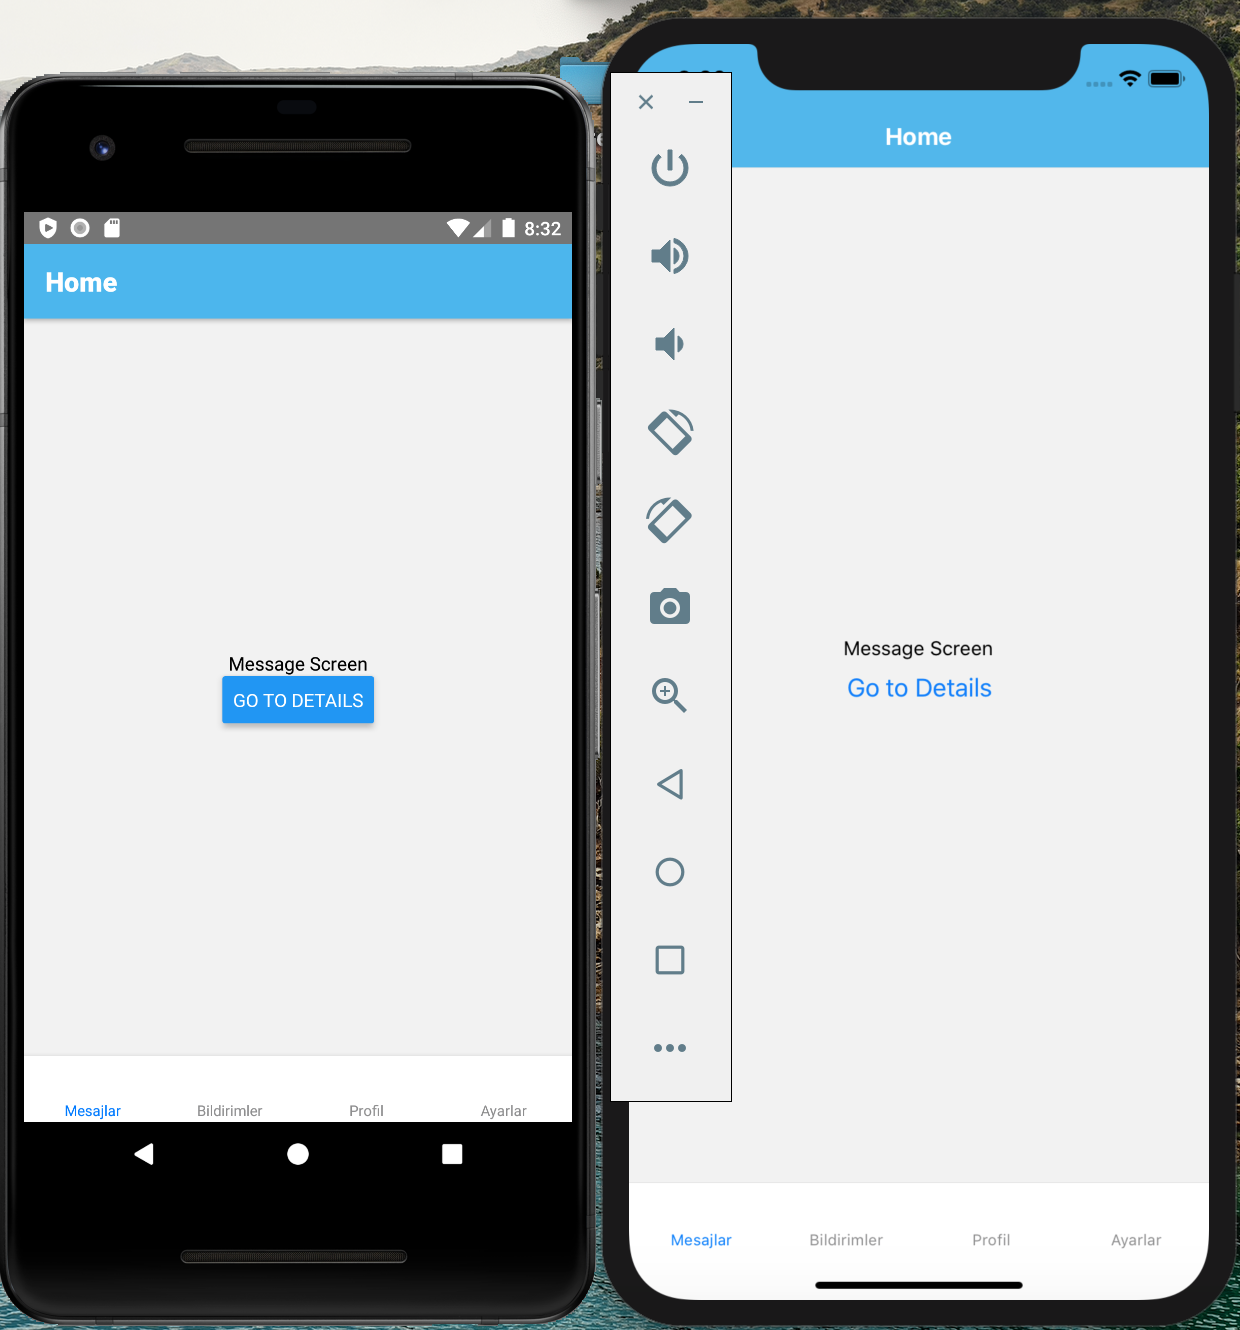 8:32
Home
Message Screen
GO TO DETAILS
Mesajlar Bildirimler Profil Ayarlar
Home
Message Screen
Go to Details
Mesajlar Bildirimler Profil Ayarlar